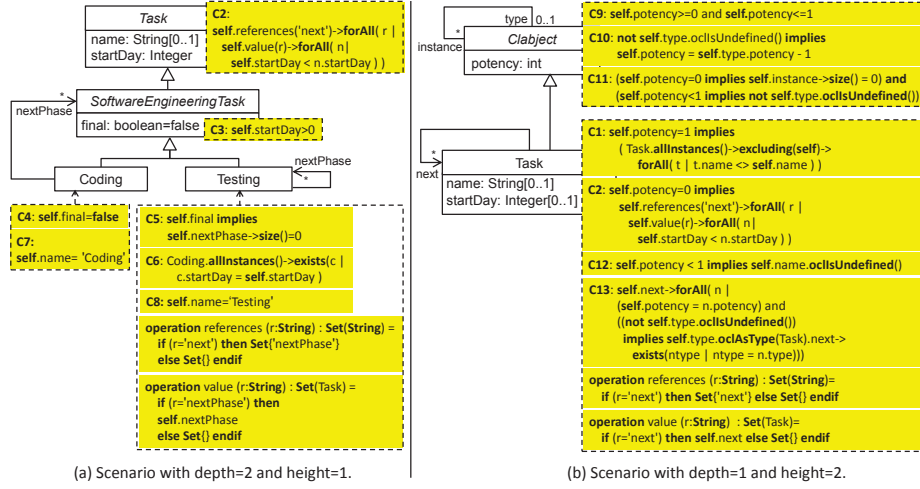 Task
name: String[0..1]
startDay: Integer
C2:
self.references('next')->forAll( r |
self.value(r)->forAll( n|
self.startDay < n.startDay ) )
*
nextPhase
SoftwareEngineeringTask
final: boolean=false
C3: self.startDay>0
Coding
Testing
nextPhase
*
C4: self.final=false
C7:
self.name= 'Coding'
C5: self.final implies
self.nextPhase->size()=0
C6: Coding.allInstances()->exists(c |
c.startDay = self.startDay )
C8: self.name='Testing'
operation references (r:String) : Set(String) =
if (r='next') then Set{'nextPhase'}
else Set{} endif
operation value (r:String) : Set(Task) =
if (r='nextPhase') then
self.nextPhase
else Set{} endif
(a) Scenario with depth=2 and height=1.
type 0..1
*
instance
Clabject
potency: int
*
next
Task
name: String[0..1]
startDay: Integer[0..1]
C9: self.potency>=0 and self.potency<=1
C10: not self.type.oclIsUndefined() implies
self.potency = self.type.potency - 1
C11: (self.potency=0 implies self.instance->size() = 0) and
(self.potency<1 implies not self.type.oclIsUndefined())
C1: self.potency=1 implies
( Task.allInstances()->excluding(self)->
forAll( t | t.name <> self.name ) )
C2: self.potency=0 implies
self.references('next')->forAll( r |
self.value(r)->forAll( n|
self.startDay < n.startDay ) )
C12: self.potency < 1 implies self.name.oclIsUndefined()
C13: self.next->forAll( n |
(self.potency = n.potency) and
((not self.type.oclIsUndefined())
implies self.type.oclAsType(Task).next->
exists(ntype | ntype = n.type)))
operation references (r:String) : Set(String)=
if (r='next') then Set{'next'} else Set{} endif
operation value (r:String) : Set(Task)=
if (r='next') then self.next else Set{} endif
(b) Scenario with depth=1 and height=2.